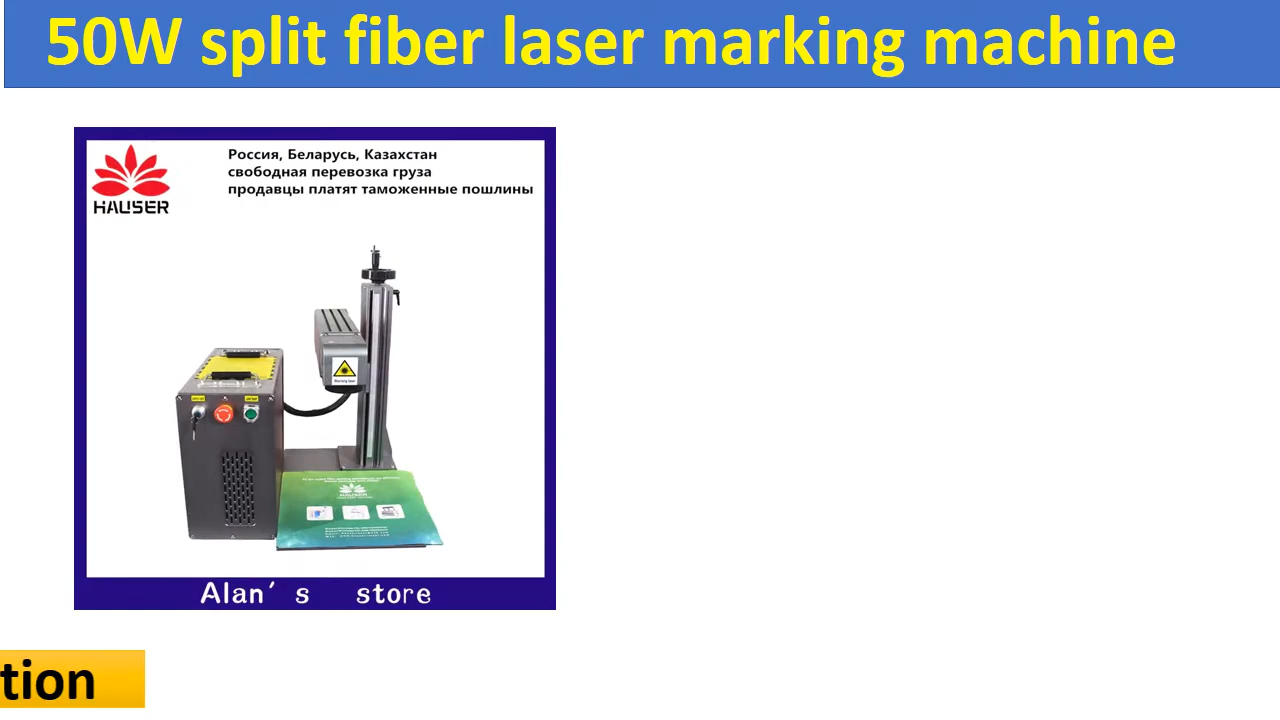 50W split fiber laser marking machine
Россия, Беларусь, Казахстан
свободная перевозка груза
продавцы платят таможенные пошлины
HAUSER
HAUSER
Alan's store
tion